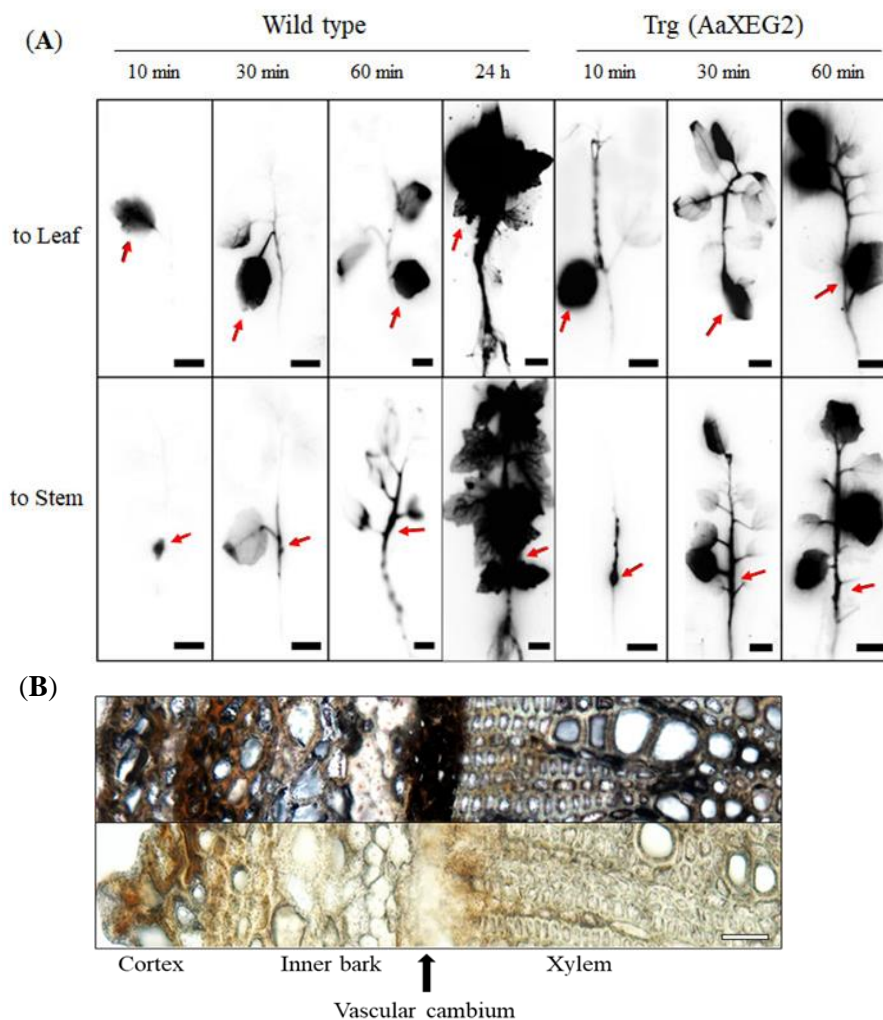 (A)
Wild type
Trg (AaXEG2)
10 min
30 min
60 min
24 h
10 min
30 min
60 min
to Leaf
to Stem
(B)
Cortex
Inner bark
Xylem
Vascular cambium